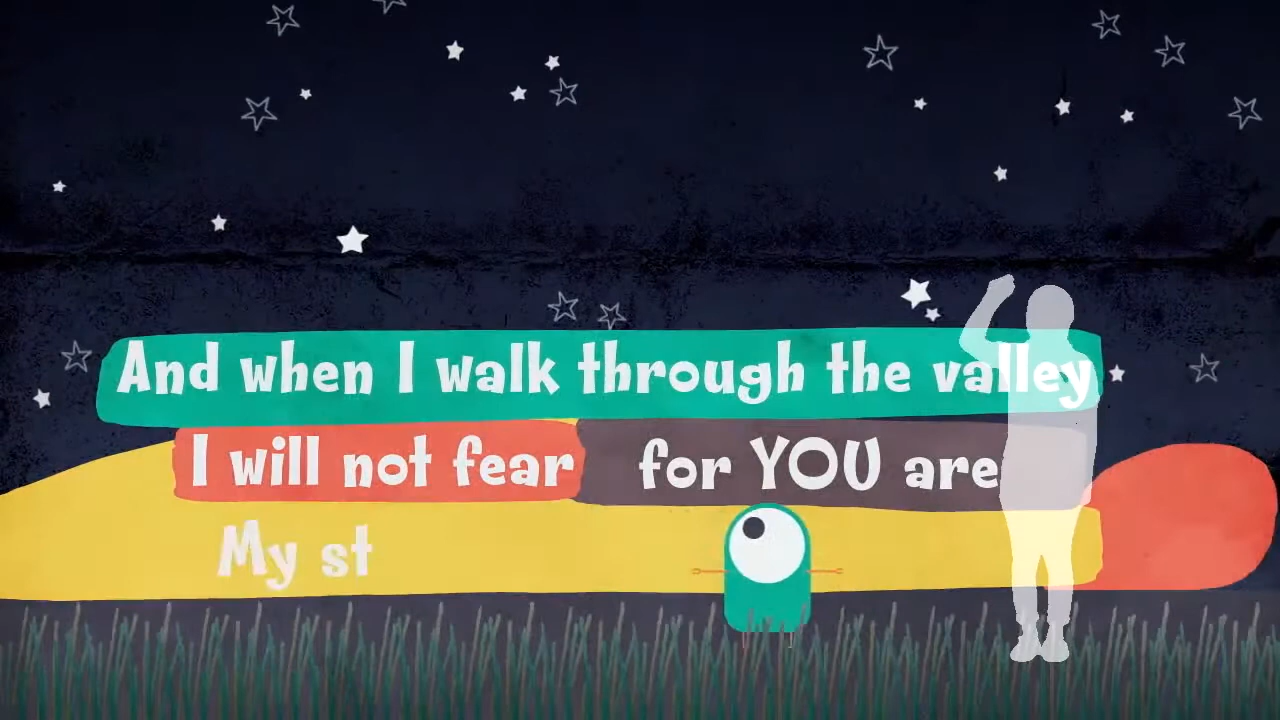 And when I walk through the valley
I will not fear for YOU are
My st